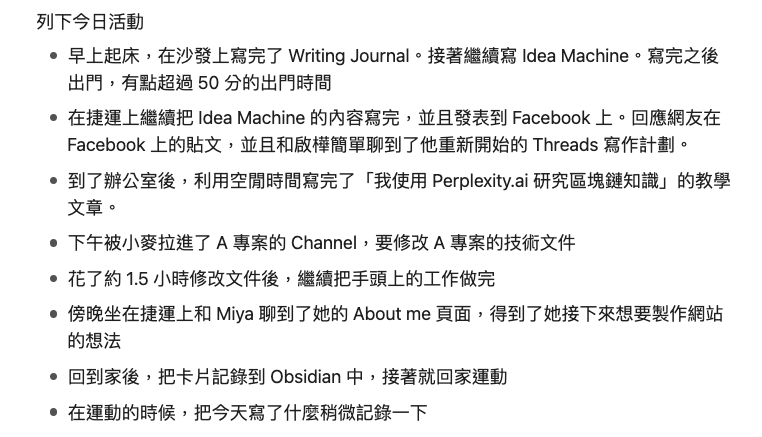 列下今日活動
早上起床，在沙發上寫完了 Writing Journal。接著繼續寫 Idea Machine。寫完之後
出門，有點超過 50 分的出門時間
在捷運上繼續把 Idea Machine 的內容寫完，並且發表到 Facebook 上。回應網友在
Facebook 上的貼文，並且和啟樺簡單聊到了他重新開始的 Threads 寫作計劃。
到了辦公室後，利用空閒時間寫完了「我使用 Perplexity.ai 研究區塊鏈知識」的教學
文章。
下午被小麥拉進了 A 專案的 Channel，要修改 A 專案的技術文件
花了約 1.5 小時修改文件後，繼續把手頭上的工作做完
傍晚坐在捷運上和 Miya 聊到了她的 About me 頁面，得到了她接下來想要製作網站
的想法
回到家後，把卡片記錄到 Obsidian 中，接著就回家運動
在運動的時候，把今天寫了什麼稍微記錄一下